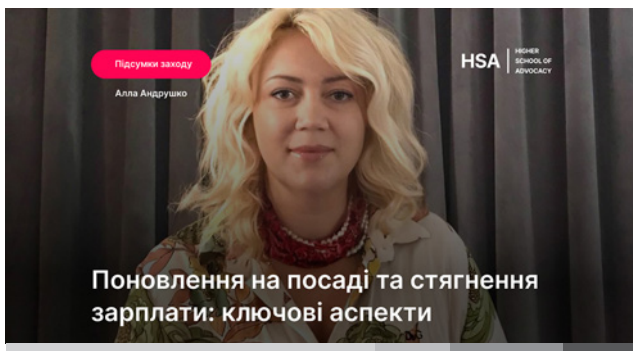 Підсумки заходу
Алла Андрушко
HSA
HIGHER
SCHOOL OF
ADVOCACY
Поновлення на посаді та стягнення
зарплати: ключові аспекти